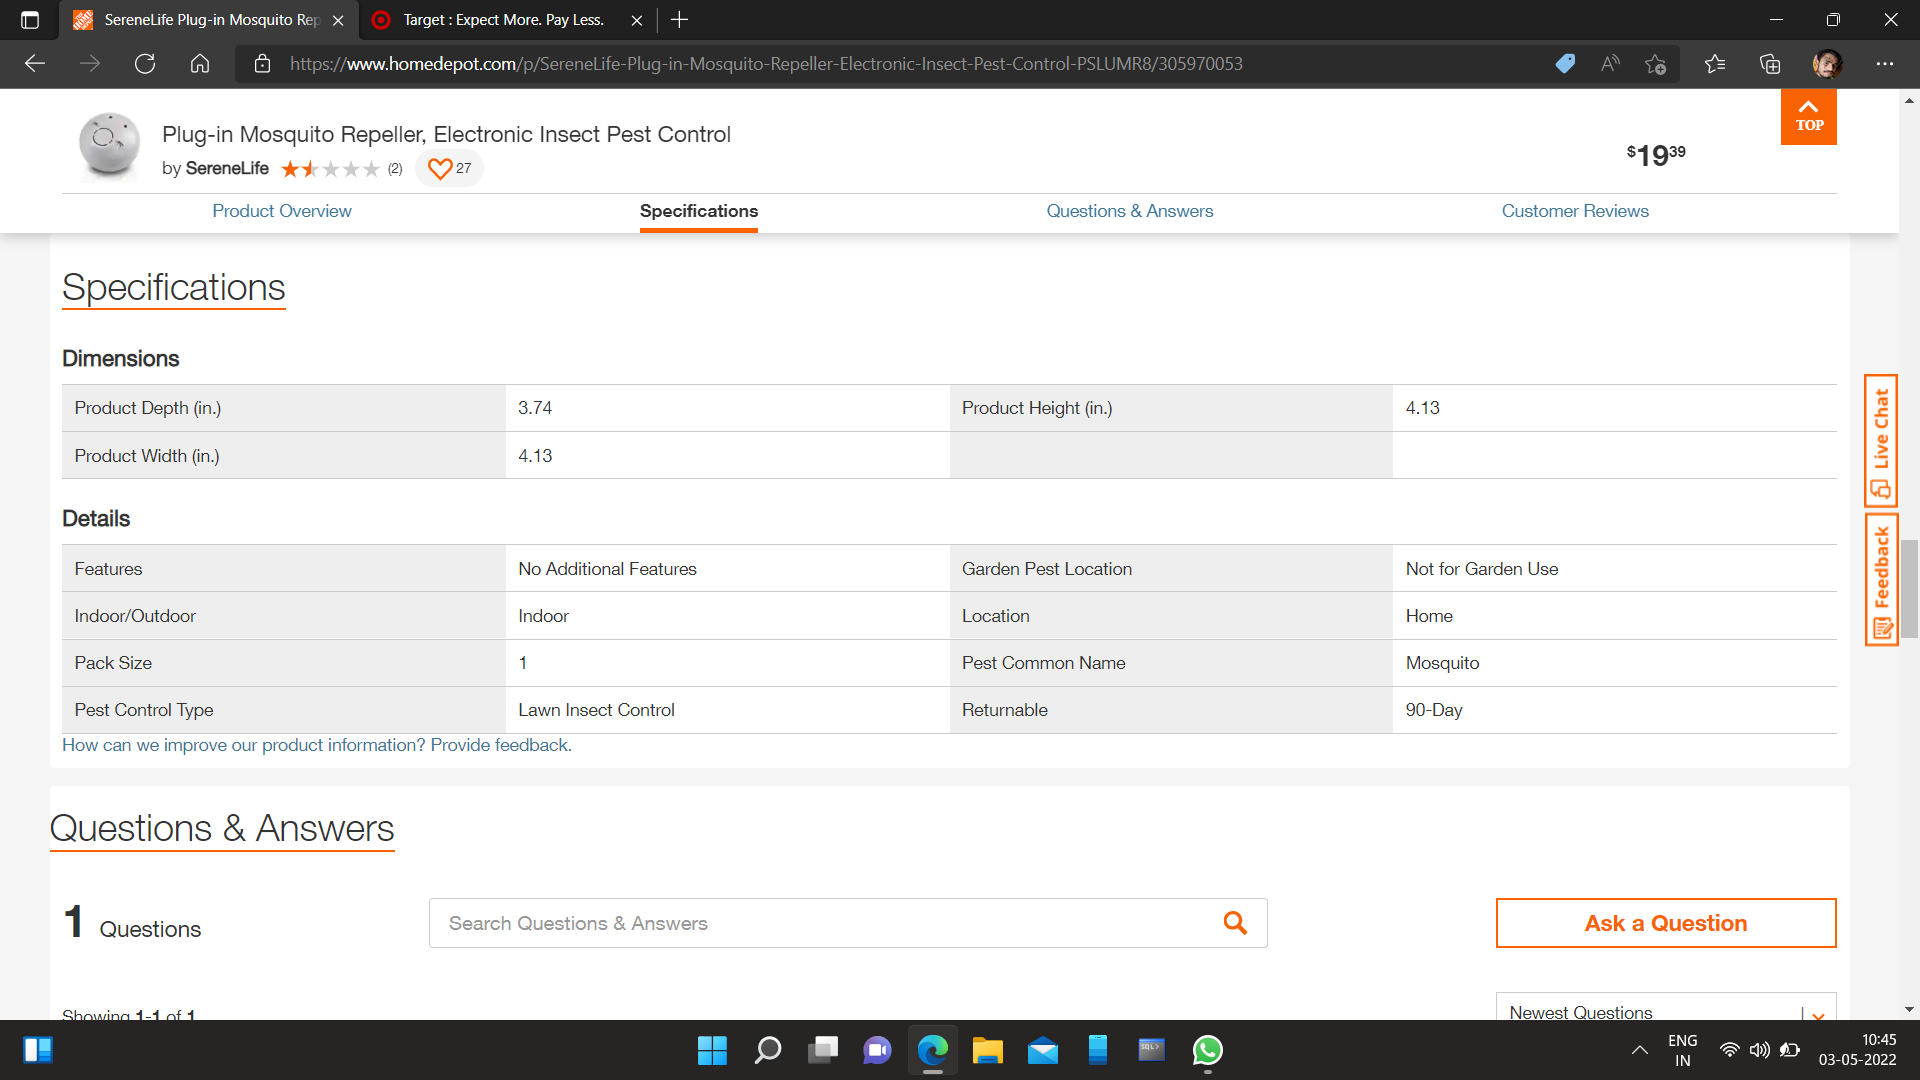 SereneLife Plug-in Mosquito Rep
Target : Expect More. Pay Less.
https://www.homedepot.com/p/SereneLife-Plug-in-Mosquito-Repeller-Electronic-Insect-Pest-Control-PSLUMR8/305970053
Plug-in Mosquito Repeller, Electronic Insect Pest Control
by SereneLife (2) 27
$19 39
TOP
Product Overview Specifications Questions & Answers Customer Reviews
Specifications
Dimensions
Product Depth (in.) 3.74 Product Height (in.) 4.13
Product Width (in.) 4.13
Details
Features No Additional Features Garden Pest Location Not for Garden Use
Indoor/Outdoor Indoor Location Home
Pack Size 1 Pest Common Name Mosquito
Pest Control Type Lawn Insect Control Returnable 90-Day
How can we improve our product information? Provide feedback.
Live Chat
Feedback
Questions & Answers
1 Questions
Search Questions & Answers
Ask a Question
Showing 1-1 of 1
Newest Questions
SQL>
ENG
IN
10:45
03-05-2022